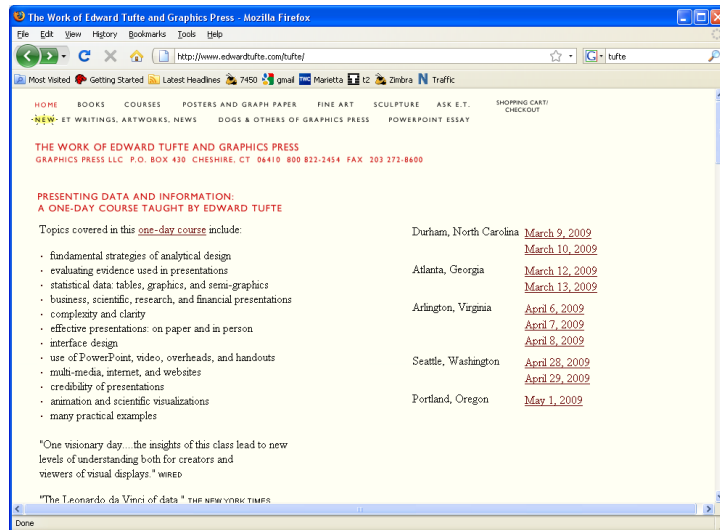 The Work of Edward Tufte and Graphics Press - Mozilla Firefox
File Edit View History Bookmarks Tools Help
http://www.edwardtufte.com/tufte/
tufte
Most Visited Getting Started Latest Headlines 7450 gmail TWC Marietta t2 Zimbra N Traffic
HOME BOOKS COURSES POSTERS AND GRAPH PAPER FINE ART SCULPTURE ASK E.T. SHOPPING CART/
CHECKOUT
-NEW- ET WRITINGS, ARTWORKS, NEWS DOGS & OTHERS OF GRAPHICS PRESS POWERPOINT ESSAY
THE WORK OF EDWARD TUFTE AND GRAPHICS PRESS
GRAPHICS PRESS LLC P.O. BOX 430 CHESHIRE, CT 06410 800 822-2454 FAX 203 272-8600
PRESENTING DATA AND INFORMATION:
A ONE-DAY COURSE TAUGHT BY EDWARD TUFTE
Topics covered in this one-day course include:
· fundamental strategies of analytical design
· evaluating evidence used in presentations
· statistical data: tables, graphics, and semi-graphics
· business, scientific, research, and financial presentations
· complexity and clarity
· effective presentations: on paper and in person
· interface design
· use of PowerPoint, video, overheads, and handouts
· multi-media, internet, and websites
· credibility of presentations
· animation and scientific visualizations
· many practical examples
"One visionary day....the insights of this class lead to new
levels of understanding both for creators and
viewers of visual displays." WIRED
"The Leonardo da Vinci of data." THE NEW YORK TIMES
Durham, North Carolina March 9, 2009
March 10, 2009
Atlanta, Georgia March 12, 2009
March 13, 2009
Arlington, Virginia April 6, 2009
April 7, 2009
April 8, 2009
Seattle, Washington April 28, 2009
April 29, 2009
Portland, Oregon May 1, 2009
Done